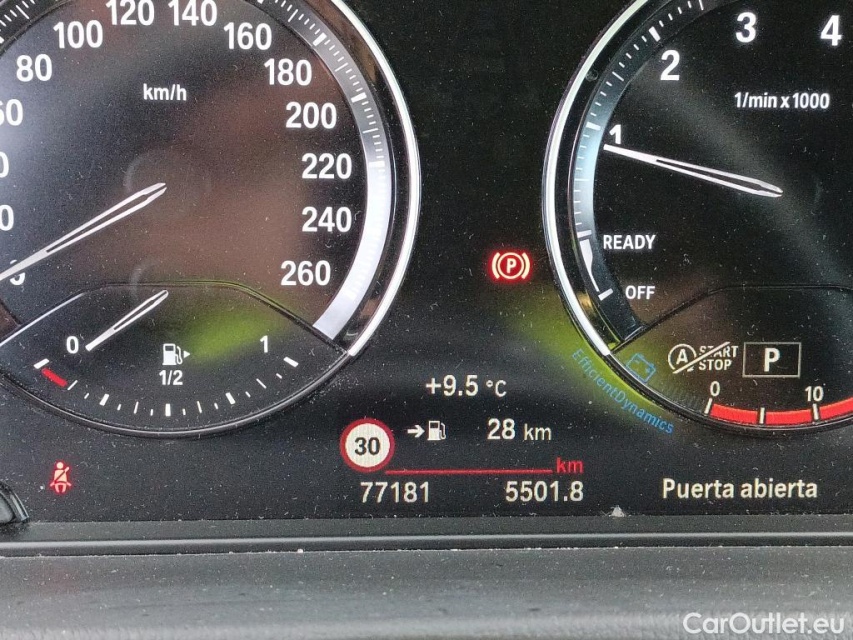 120 140
100 160
80 180
km/h
200
220
240
260
0 1
1/2
3 4
2
1/min x1000
1
READY
OFF
(P)
A START STOP
P
0 10
EfficientDynamics
+9.5 °C
30
28 km
km
77181 5501.8
Puerta abierta
CarOutlet.eu